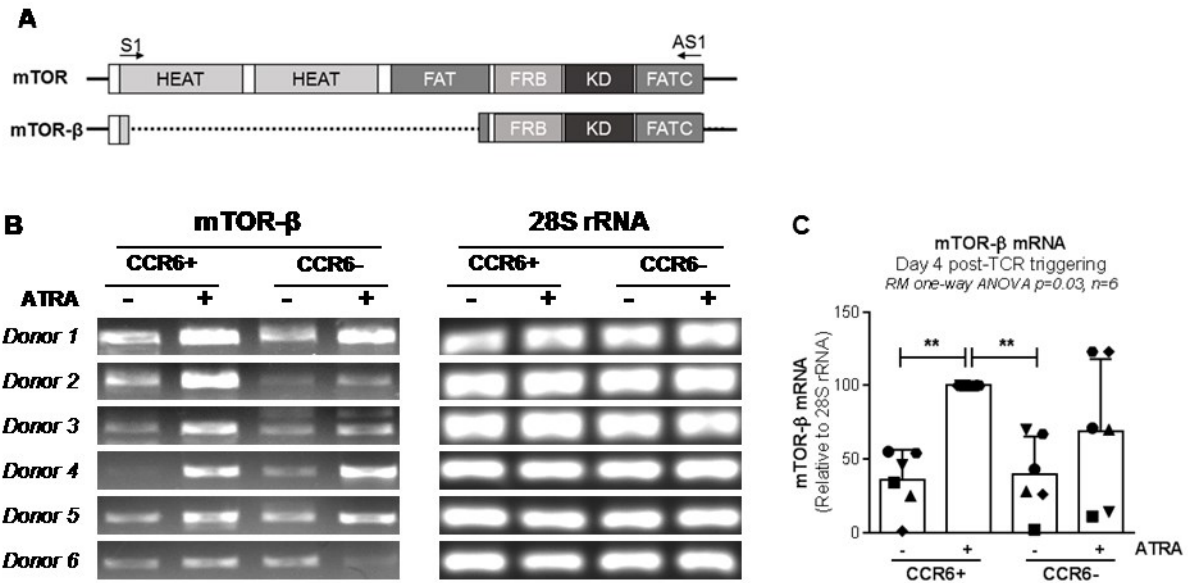 A
S1 AS1
mTOR HEAT HEAT FAT FRB KD FATC
mTOR-β FRB KD FATC
B
mTOR-β 28S rRNA
CCR6+ CCR6- CCR6+ CCR6-
ATRA - + - + - + - +
Donor 1
Donor 2
Donor 3
Donor 4
Donor 5
Donor 6
C
mTOR-β mRNA
Day 4 post-TCR triggering
RM one-way ANOVA p=0.03, n=6
mTOR-β mRNA
(Relative to 28S rRNA)
150
100
50
0
** **
- + - + ATRA
CCR6+ CCR6-